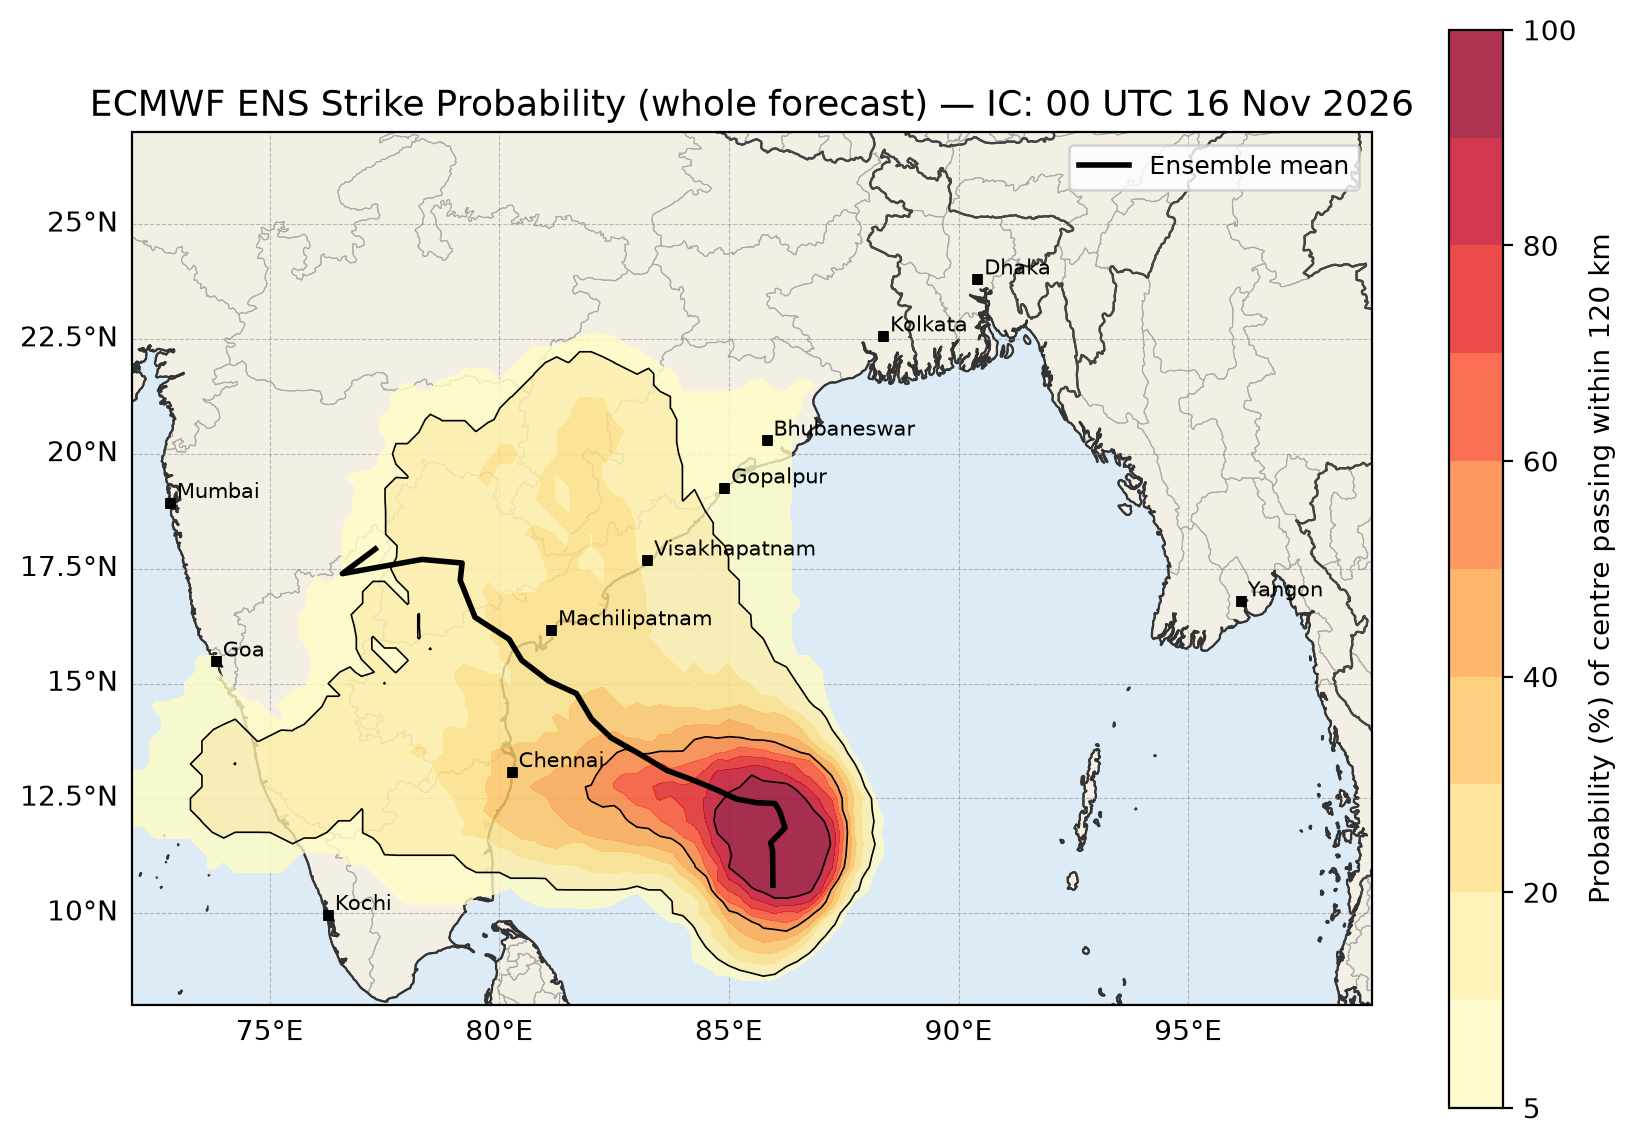 ECMWF ENS Strike Probability (whole forecast) — IC: 00 UTC 16 Nov 2026
Ensemble mean
25°N
22.5°N
20°N
17.5°N
15°N
12.5°N
10°N
75°E
80°E
85°E
90°E
95°E
Dhaka
Kolkata
Bhubaneswar
Gopalpur
Mumbai
Visakhapatnam
Yangon
Machilipatnam
Goa
Chennai
Kochi
100
80
60
40
20
5
Probability (%) of centre passing within 120 km